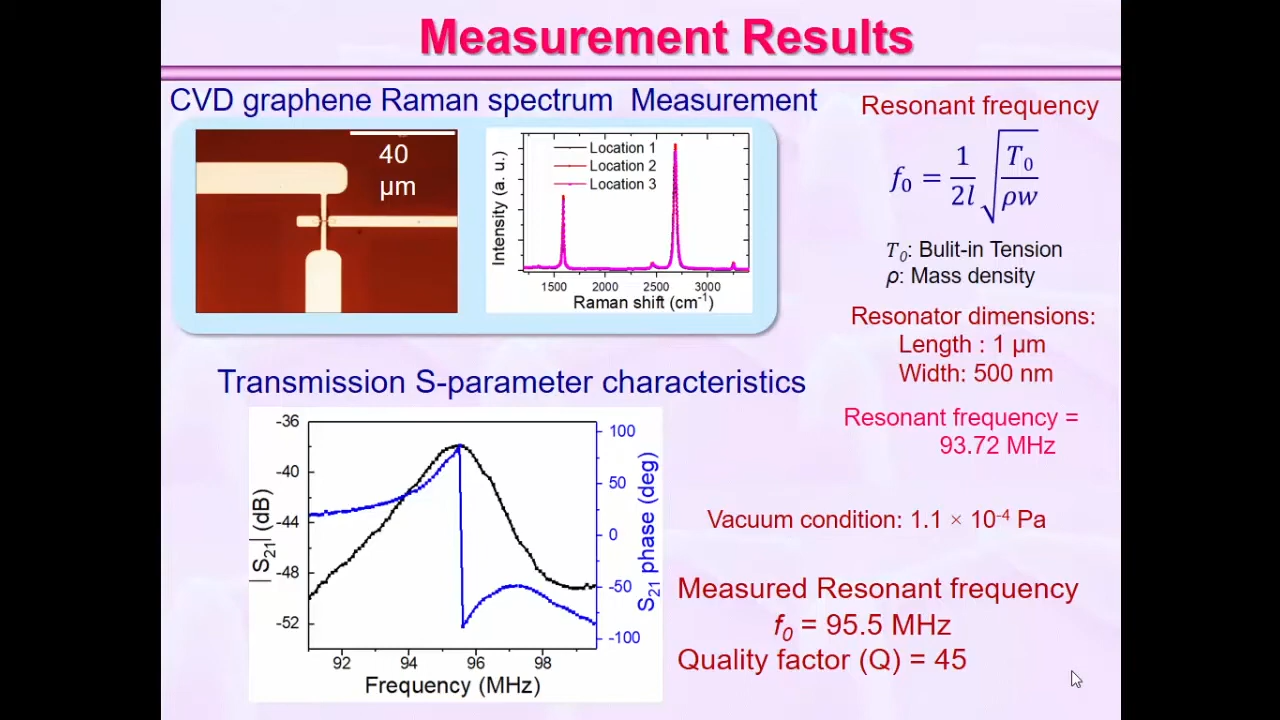 Measurement Results
CVD graphene Raman spectrum  Measurement
40
μm
Intensity (a. u.)
Location 1
Location 2
Location 3
1500 2000 2500 3000
Raman shift (cm⁻¹)
Resonant frequency
f₀ = 1/2l √(T₀/ρw)
T₀: Bulit-in Tension
ρ: Mass density
Resonator dimensions:
Length : 1 μm
Width: 500 nm
Resonant frequency =
93.72 MHz
Transmission S-parameter characteristics
|S₂₁| (dB)
-36
-40
-44
-48
-52
92 94 96 98
Frequency (MHz)
100
50
0
-50
-100
S₂₁ phase (deg)
Vacuum condition: 1.1 × 10⁻⁴ Pa
Measured Resonant frequency
f₀ = 95.5 MHz
Quality factor (Q) = 45